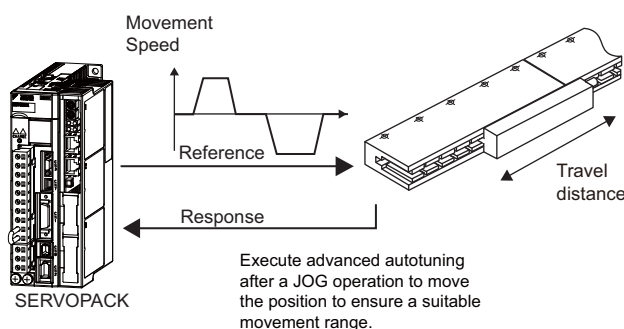 Movement
Speed
Reference
Response
Travel
distance
SERVOPACK
Execute advanced autotuning
after a JOG operation to move
the position to ensure a suitable
movement range.